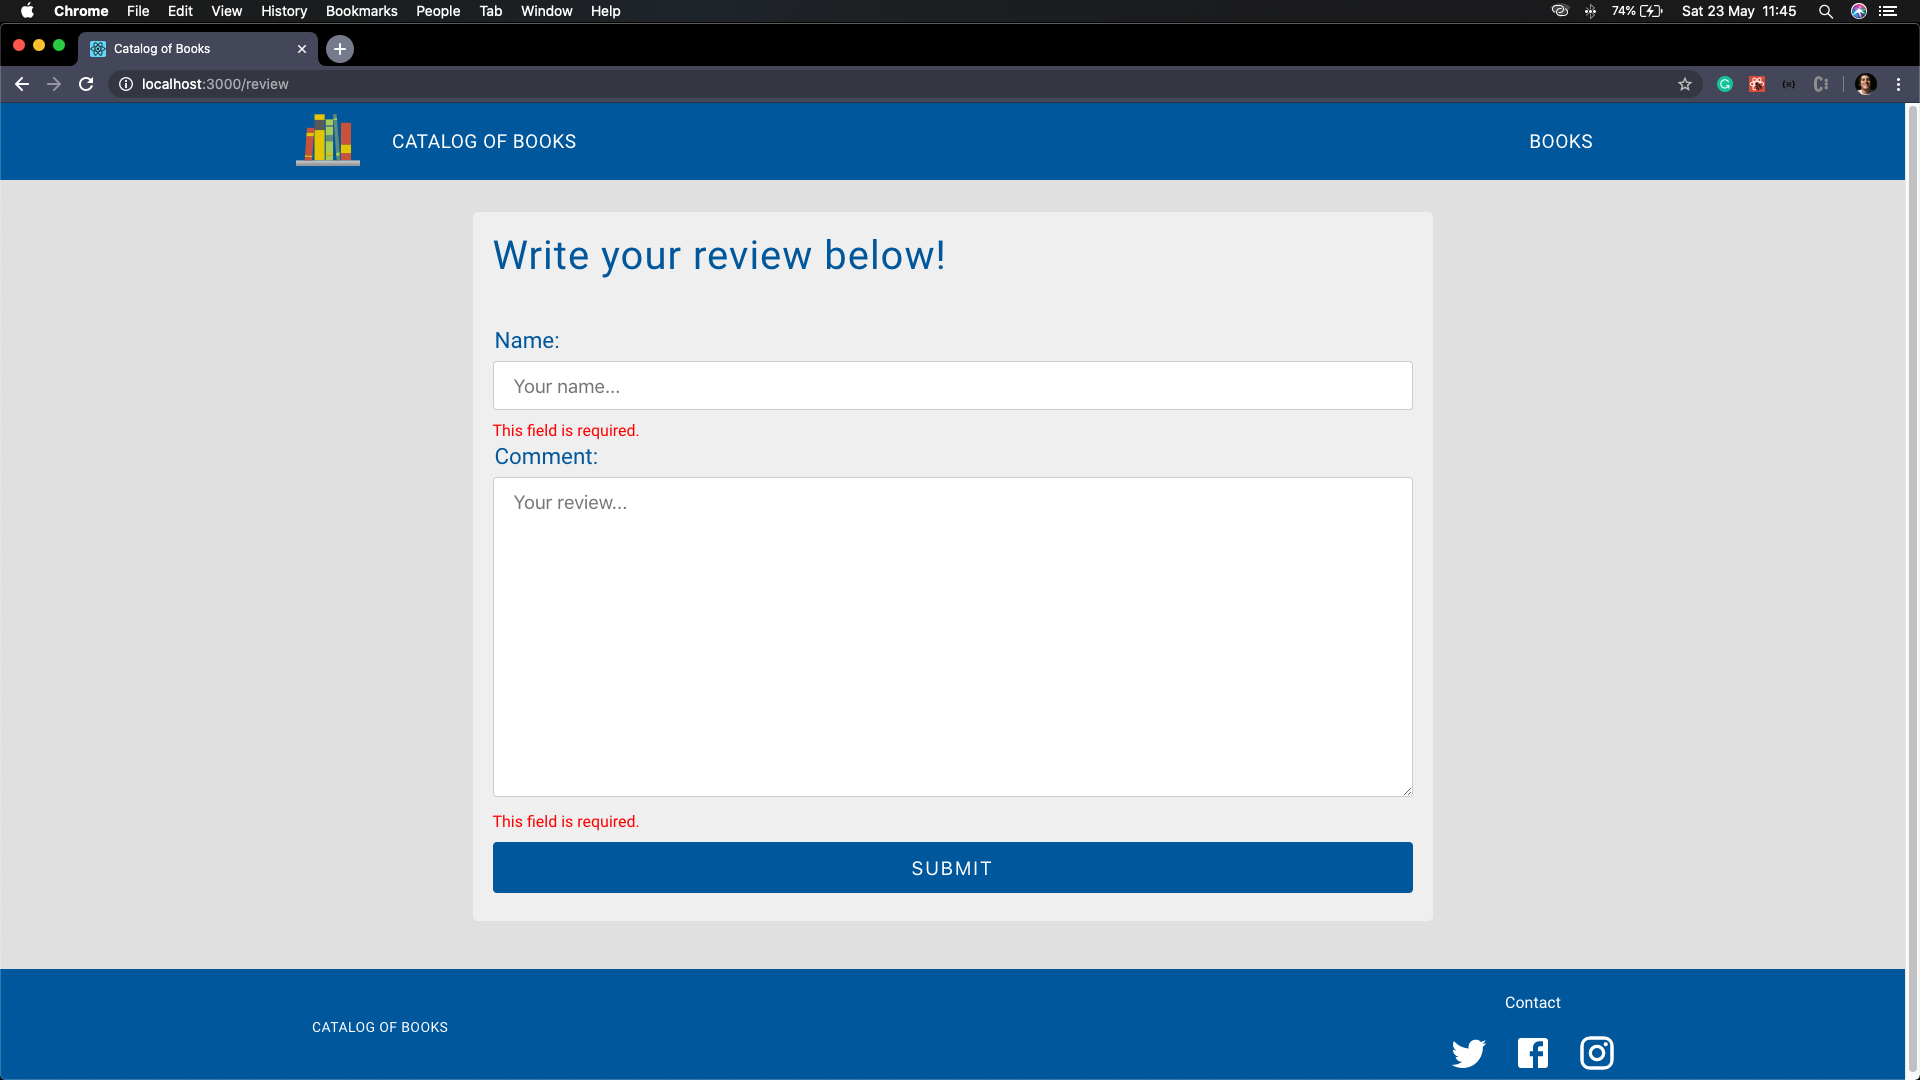 Chrome File Edit View History Bookmarks People Tab Window Help 74% Sat 23 May 11:45
Catalog of Books
localhost:3000/review
CATALOG OF BOOKS BOOKS
Write your review below!
Name:
Your name...
This field is required.
Comment:
Your review...
This field is required.
SUBMIT
Contact
CATALOG OF BOOKS